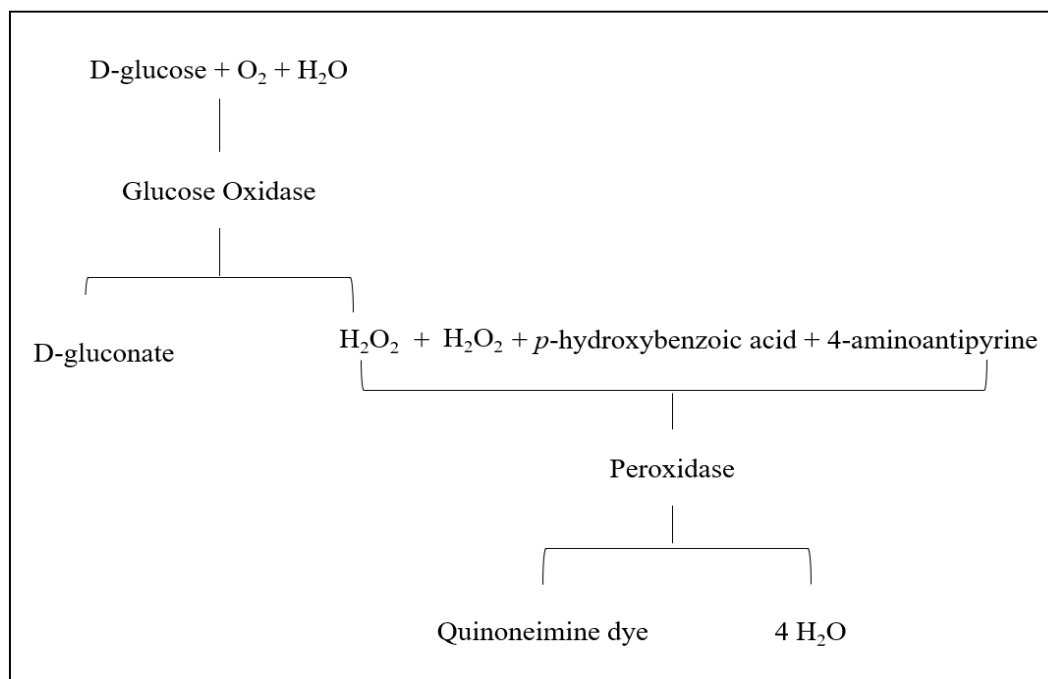 D-glucose + O₂ + H₂O
Glucose Oxidase
D-gluconate
H₂O₂ + H₂O₂ + p-hydroxybenzoic acid + 4-aminoantipyrine
Peroxidase
Quinoneimine dye
4 H₂O